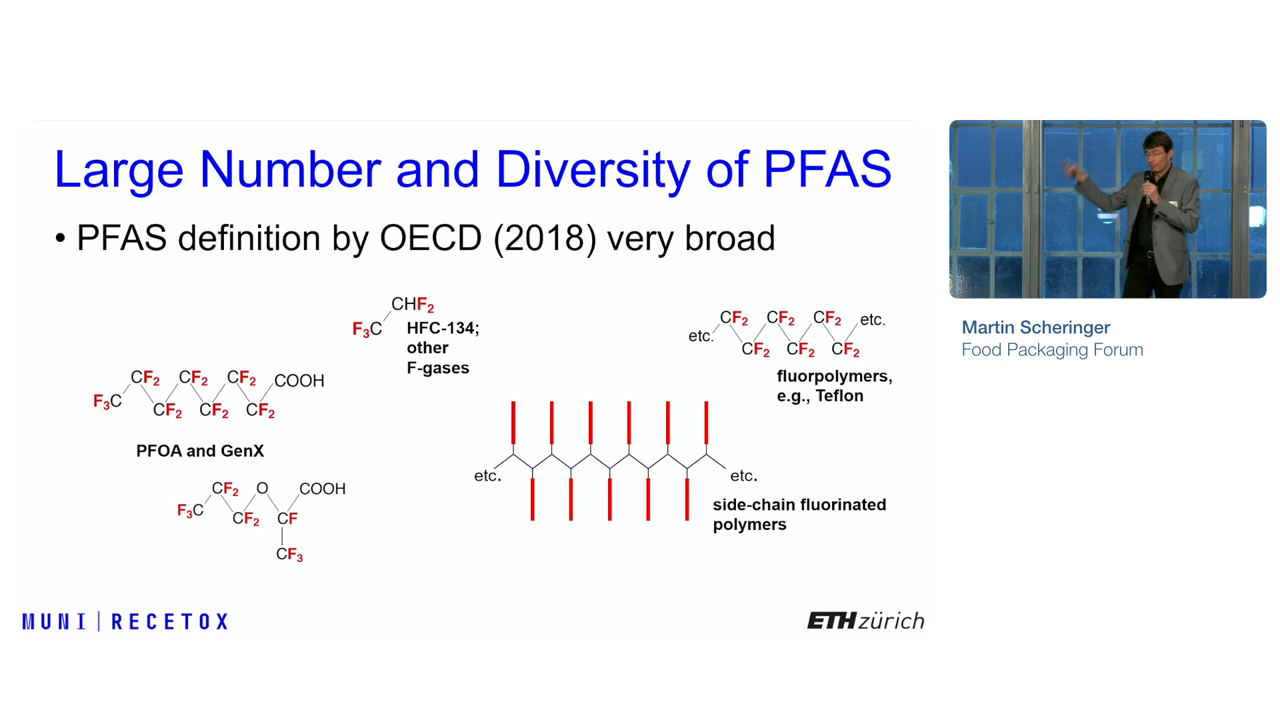 Large Number and Diversity of PFAS
• PFAS definition by OECD (2018) very broad
CHF2
F3C
HFC-134;
other
F-gases
CF2 CF2 CF2 etc.
etc. CF2 CF2 CF2
fluorpolymers,
e.g., Teflon
CF2 CF2 CF2 COOH
F3C CF2 CF2 CF2
PFOA and GenX
CF2 O COOH
F3C CF2 CF
CF3
etc. etc.
side-chain fluorinated
polymers
MUNI | RECETOX
ETH zürich
Martin Scheringer
Food Packaging Forum